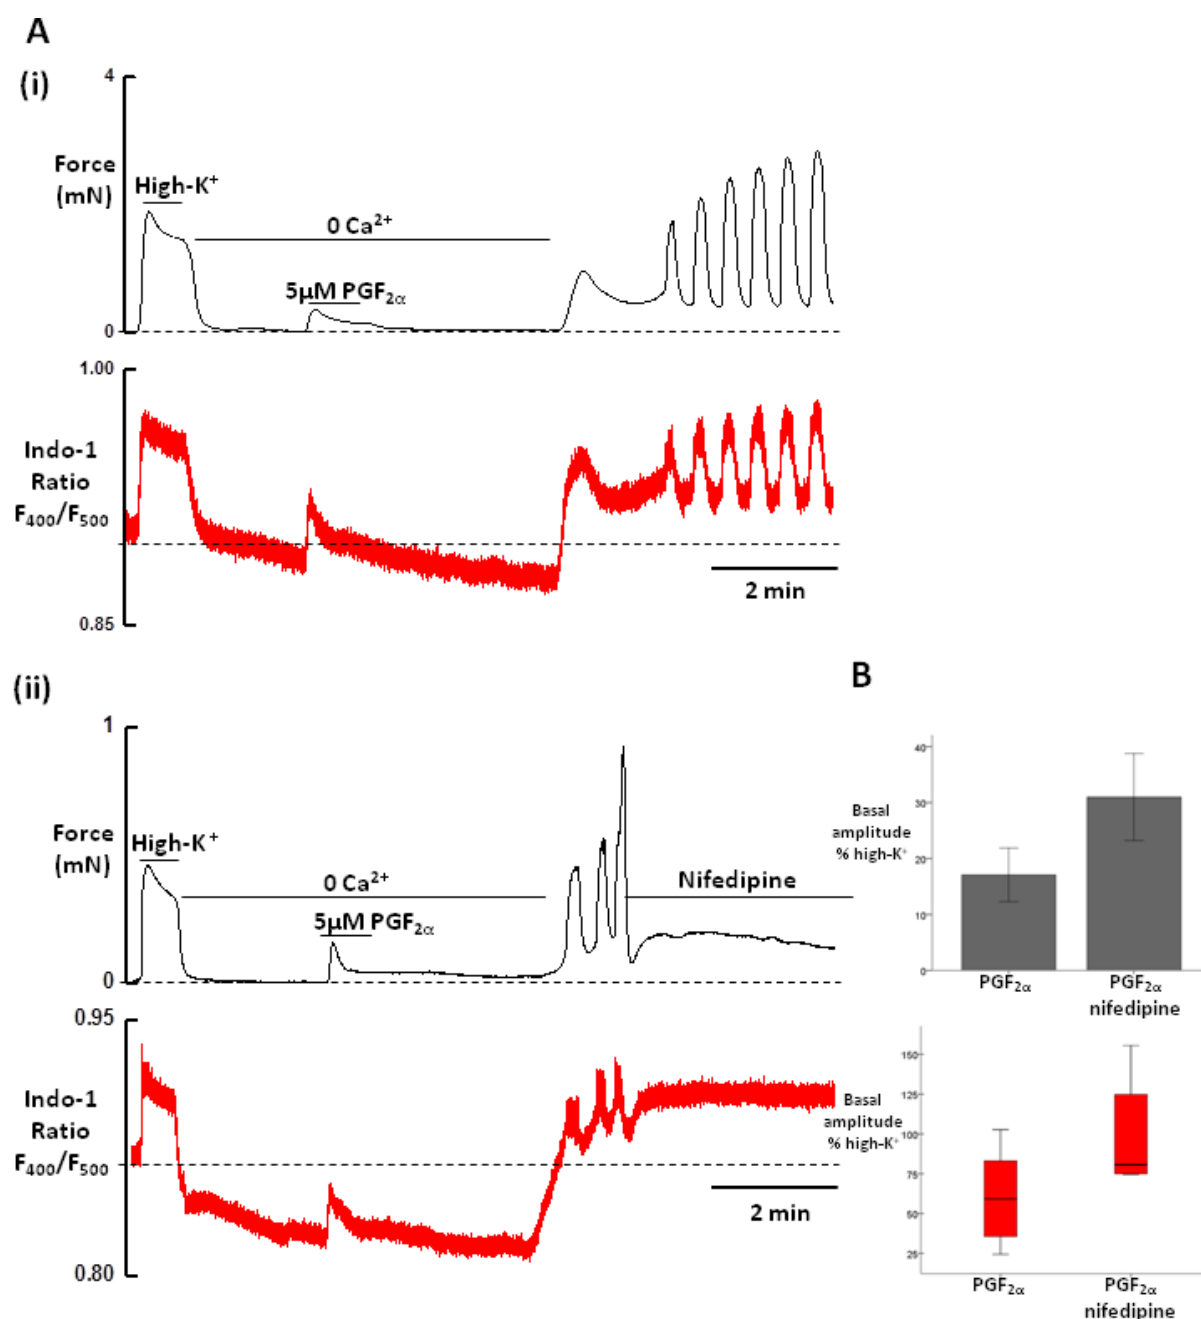 A
(i)
4
Force
(mN)
High-K⁺
0 Ca²⁺
5µM PGF₂α
0
1.00
Indo-1
Ratio
F₄₀₀/F₅₀₀
2 min
0.85
(ii)
B
1
Force
(mN)
High-K⁺
0 Ca²⁺
Nifedipine
5µM PGF₂α
0
40
Basal
amplitude
% high-K⁺
30
20
10
0
PGF₂α
PGF₂α
nifedipine
0.95
Indo-1
Ratio
F₄₀₀/F₅₀₀
2 min
0.80
150
125
Basal
amplitude
% high-K⁺
100
75
50
25
PGF₂α
PGF₂α
nifedipine